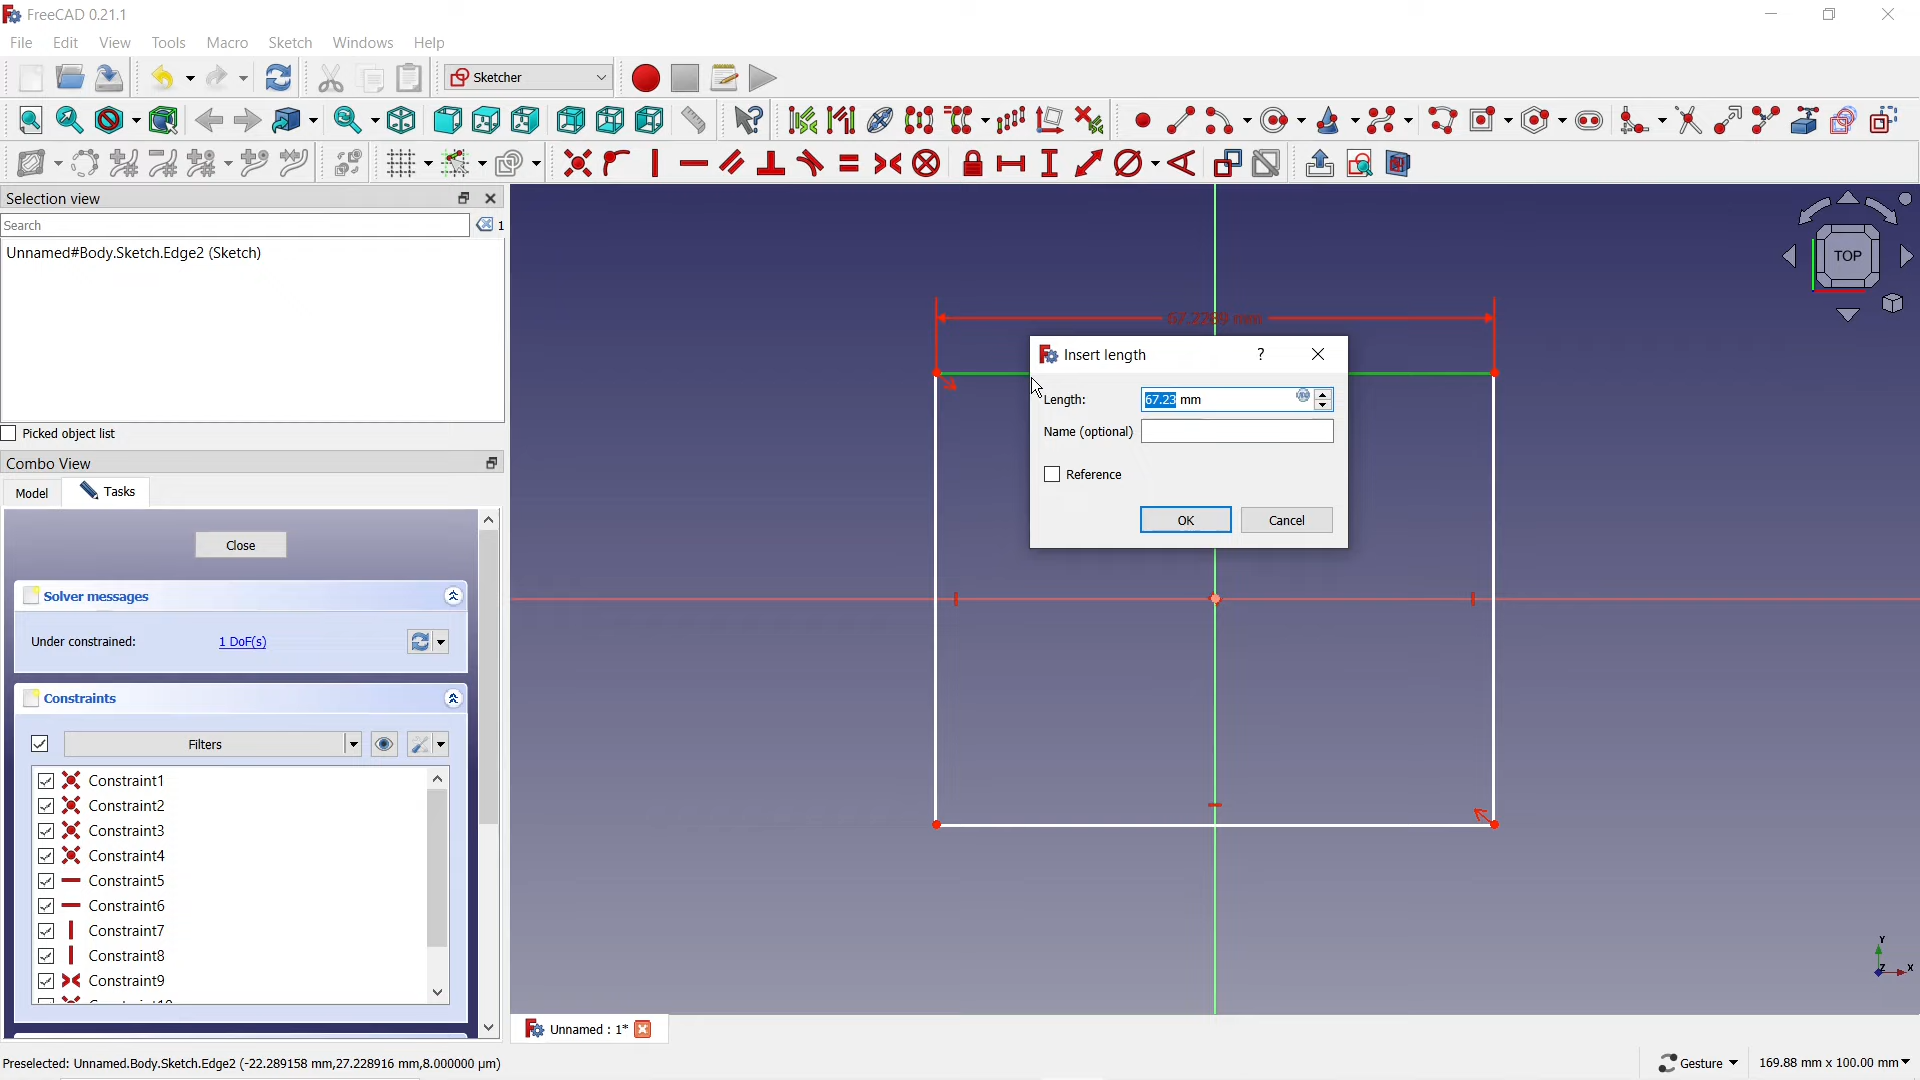 FreeCAD 0.21.1
File Edit View Tools Macro Sketch Windows Help
Sketcher
Selection view
Search
1
Unnamed#Body.Sketch.Edge2 (Sketch)
Picked object list
Combo View
Model Tasks
Close
Solver messages
Under constrained: 1 DoF(s)
Constraints
Filters
Constraint1
Constraint2
Constraint3
Constraint4
Constraint5
Constraint6
Constraint7
Constraint8
Constraint9
TOP
Insert length ?
Length: 67.23 mm
Name (optional)
Reference
OK Cancel
Y
Z X
Unnamed : 1*
Preselected: Unnamed.Body.Sketch.Edge2 (-22.289158 mm,27.228916 mm,8.000000 µm)
Gesture 169.88 mm x 100.00 mm